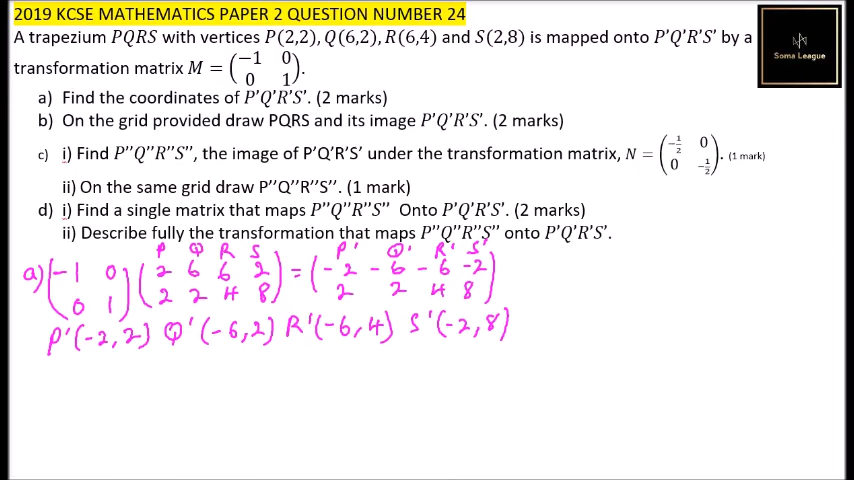 2019 KCSE MATHEMATICS PAPER 2 QUESTION NUMBER 24
A trapezium PQRS with vertices P(2,2), Q(6,2), R(6,4) and S(2,8) is mapped onto P'Q'R'S' by a
transformation matrix M = (-1 0
0 1).
Soma League
a) Find the coordinates of P'Q'R'S'. (2 marks)
b) On the grid provided draw PQRS and its image P'Q'R'S'. (2 marks)
c) i) Find P''Q''R''S'', the image of P'Q'R'S' under the transformation matrix, N = (-1/2 0
0 -1/2). (1 mark)
ii) On the same grid draw P''Q''R''S''. (1 mark)
d) i) Find a single matrix that maps P''Q''R''S'' Onto P'Q'R'S'. (2 marks)
ii) Describe fully the transformation that maps P''Q''R''S'' onto P'Q'R'S'.
P Q R S P' Q' R' S'
a) (-1 0 (2 6 6 2) = (-2 -6 -6 -2
0 1) 2 2 4 8) 2 2 4 8)
P'(-2,2) Q'(-6,2) R'(-6,4) S'(-2,8)